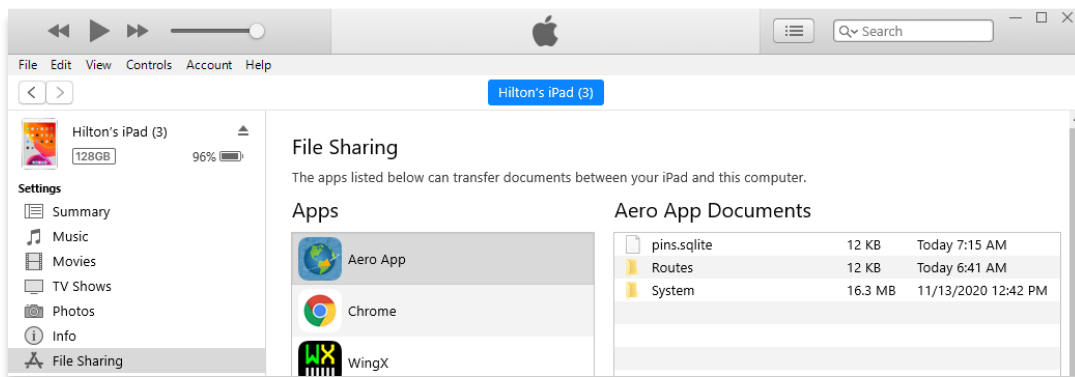 Search
File Edit View Controls Account Help
Hilton's iPad (3)
Hilton's iPad (3)
128GB 96%
Settings
Summary
Music
Movies
TV Shows
Photos
Info
File Sharing
File Sharing
The apps listed below can transfer documents between your iPad and this computer.
Apps
Aero App
Chrome
WX
WingX
Aero App Documents
pins.sqlite 12 KB Today 7:15 AM
Routes 12 KB Today 6:41 AM
System 16.3 MB 11/13/2020 12:42 PM